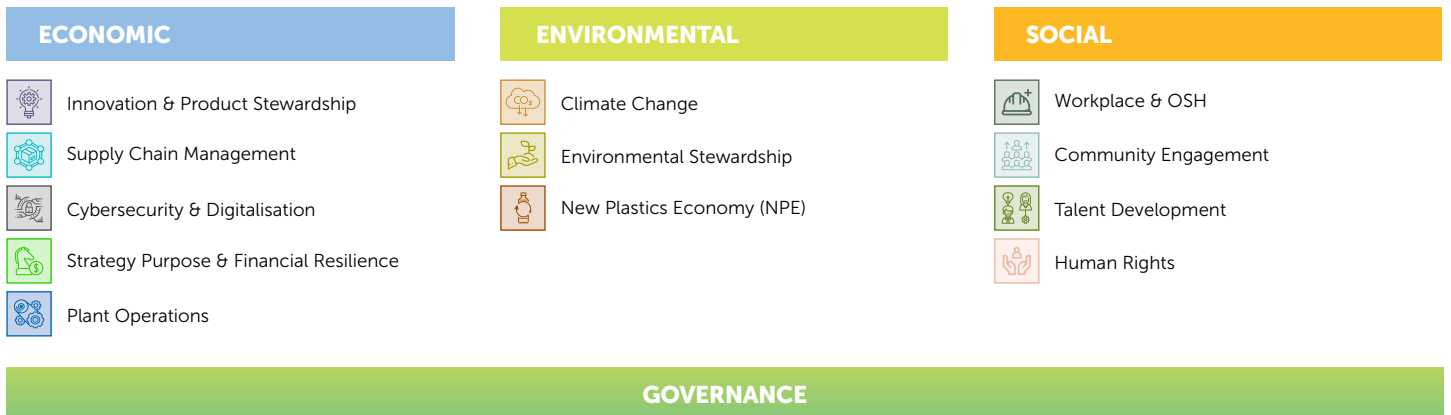 ECONOMIC
Innovation & Product Stewardship
Supply Chain Management
Cybersecurity & Digitalisation
Strategy Purpose & Financial Resilience
Plant Operations
ENVIRONMENTAL
CO₂
Climate Change
Environmental Stewardship
New Plastics Economy (NPE)
SOCIAL
Workplace & OSH
Community Engagement
Talent Development
Human Rights
GOVERNANCE